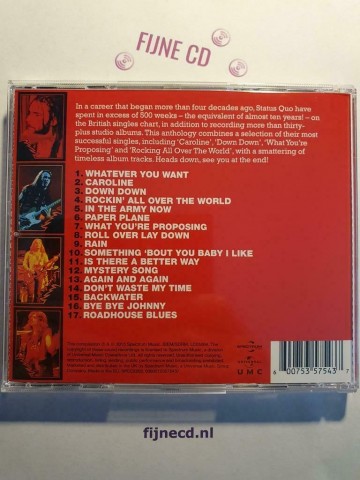 FIJNE CD
In a career that began more than four decades ago, Status Quo have
spent in excess of 500 weeks – the equivalent of almost ten years! – on
the British singles chart, in addition to recording more than thirty-
plus studio albums. This anthology combines a selection of their most
successful singles, including 'Caroline', 'Down Down', 'What You're
Proposing' and 'Rocking All Over The World', with a smattering of
timeless album tracks. Heads down, see you at the end!
1. WHATEVER YOU WANT
2. CAROLINE
3. DOWN DOWN
4. ROCKIN' ALL OVER THE WORLD
5. IN THE ARMY NOW
6. PAPER PLANE
7. WHAT YOU'RE PROPOSING
8. ROLL OVER LAY DOWN
9. RAIN
10. SOMETHING 'BOUT YOU BABY I LIKE
11. IS THERE A BETTER WAY
12. MYSTERY SONG
13. AGAIN AND AGAIN
14. DON'T WASTE MY TIME
15. BACKWATER
16. BYE BYE JOHNNY
17. ROADHOUSE BLUES
UMC
6 00753 57543 7
fijnecd.nl